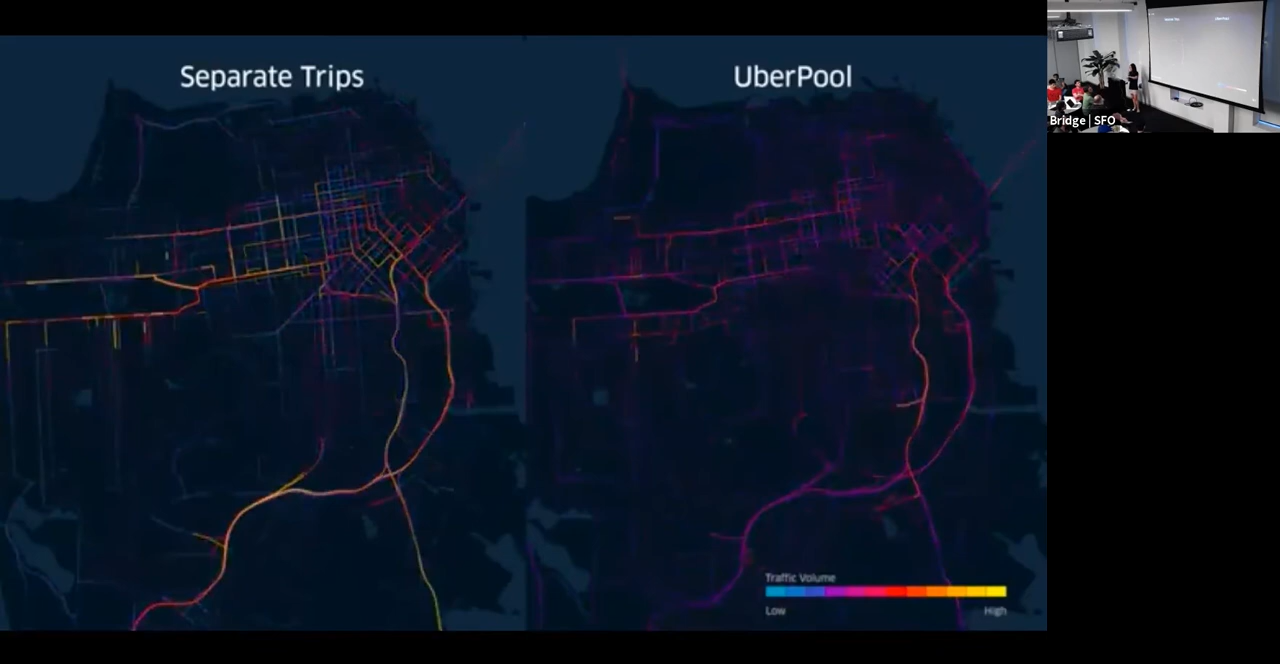 Separate Trips
UberPool
Bridge | SFO
Traffic Volume
Low
High